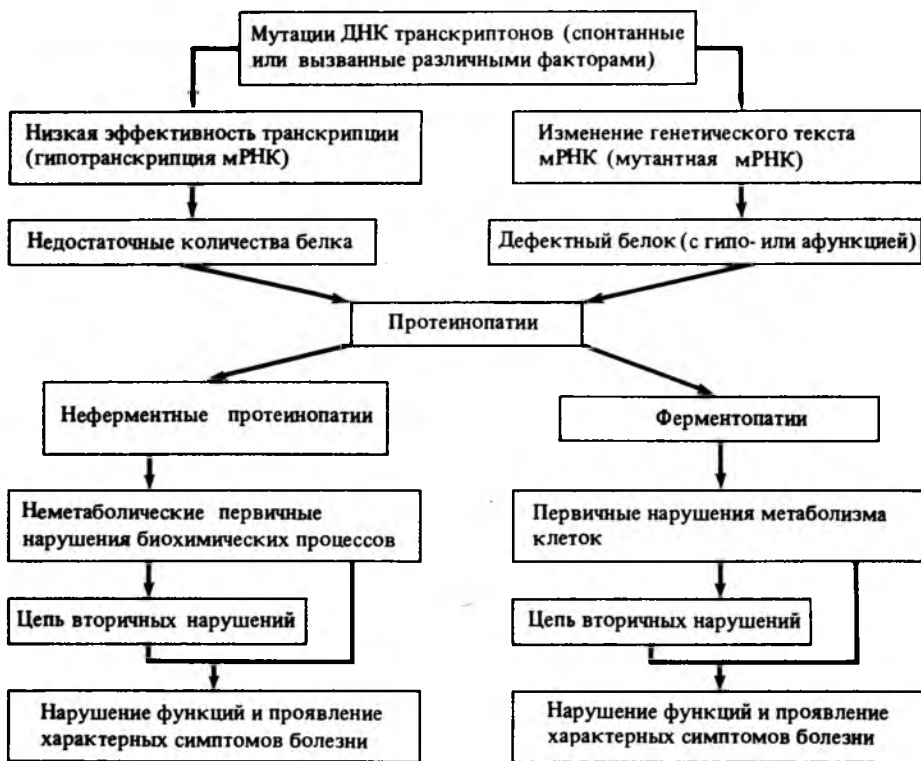 Мутации ДНК транскриптонов (спонтанные
или вызванные различными факторами)
Низкая эффективность транскрипции
(гипотранскрипция мРНК)
Изменение генетического текста
мРНК (мутантная мРНК)
Недостаточные количества белка
Дефектный белок (с гипо- или афункцией)
Протеинопатии
Неферментные протеинопатии
Ферментопатии
Неметаболические первичные
нарушения биохимических процессов
Первичные нарушения метаболизма
клеток
Цепь вторичных нарушений
Цепь вторичных нарушений
Нарушение функций и проявление
характерных симптомов болезни
Нарушение функций и проявление
характерных симптомов болезни